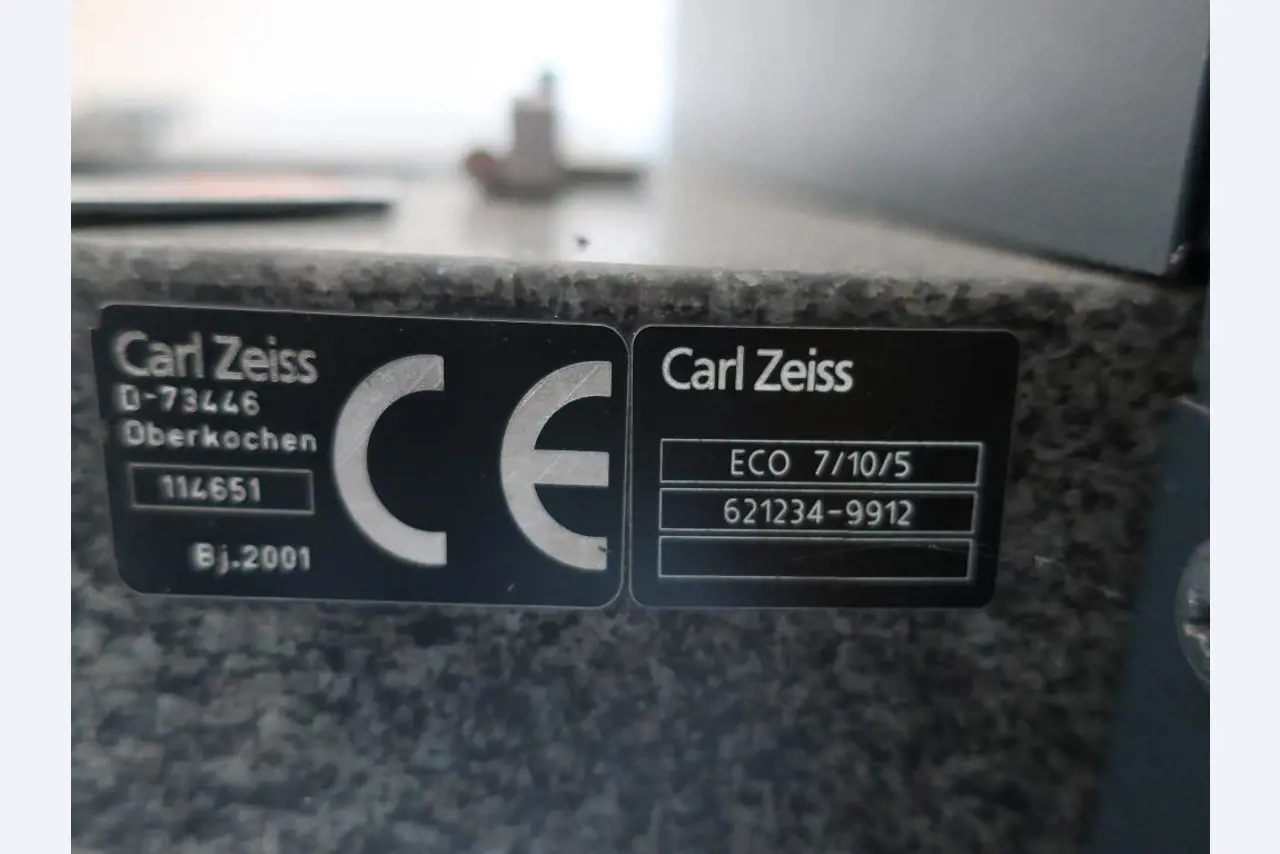 Carl Zeiss
D-73446
Oberkochen
114651
Bj.2001
CE
Carl Zeiss
ECO 7/10/5
621234-9912